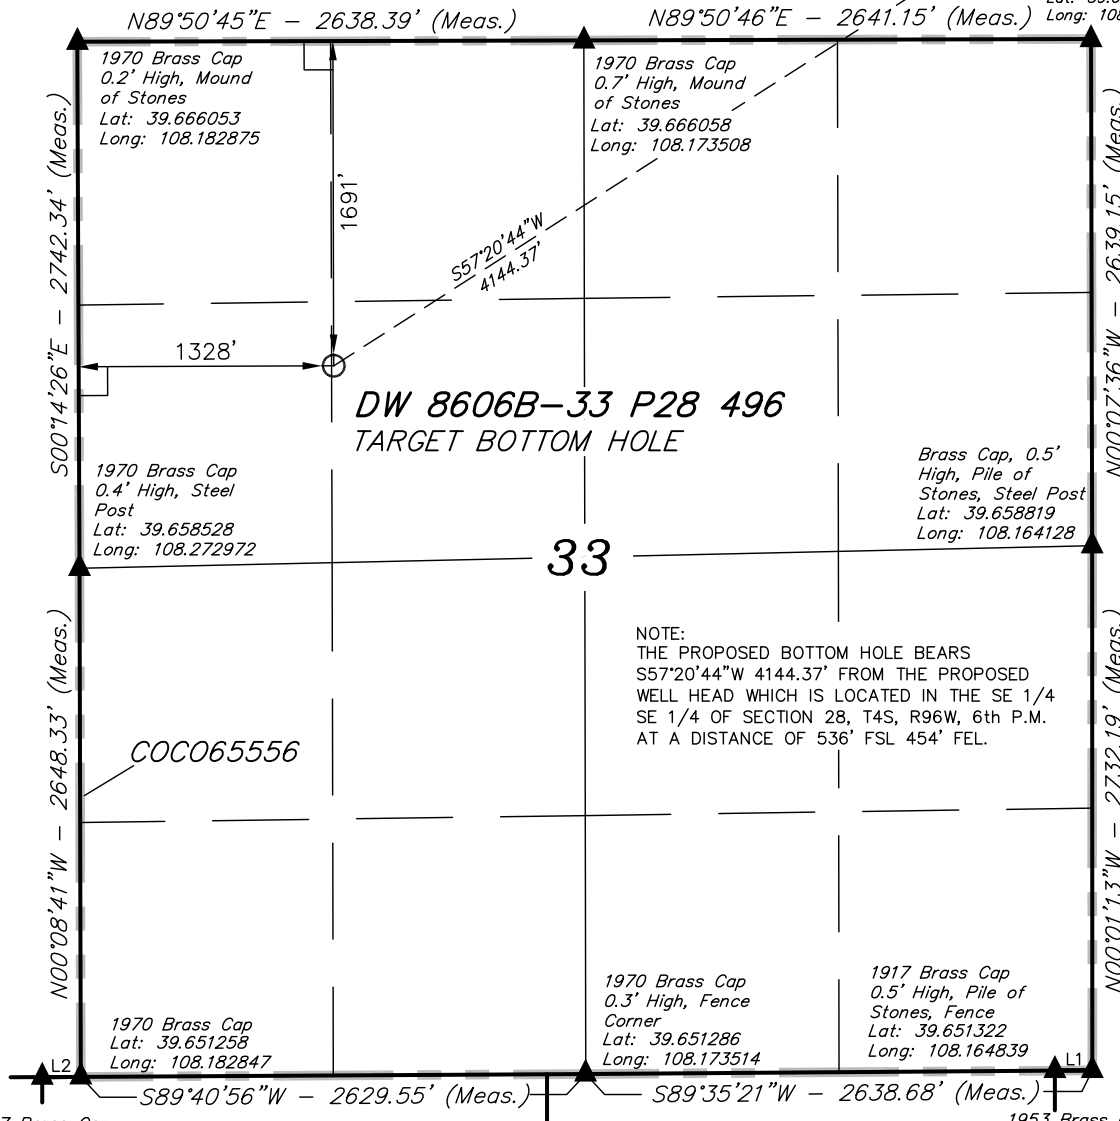 N89°50'45"E - 2638.39' (Meas.)
N89°50'46"E - 2641.15' (Meas.)
1970 Brass Cap
0.2' High, Mound
of Stones
Lat: 39.666053
Long: 108.182875
1970 Brass Cap
0.7' High, Mound
of Stones
Lat: 39.666058
Long: 108.173508
S00°14'26"E - 2742.34' (Meas.)
N00°07'36"W - 2639.15' (Meas.)
1691'
S57°20'44"W
4144.37'
1328'
DW 8606B-33 P28 496
TARGET BOTTOM HOLE
1970 Brass Cap
0.4' High, Steel
Post
Lat: 39.658528
Long: 108.272972
Brass Cap, 0.5'
High, Pile of
Stones, Steel Post
Lat: 39.658819
Long: 108.164128
33
NOTE:
THE PROPOSED BOTTOM HOLE BEARS
S57°20'44"W 4144.37' FROM THE PROPOSED
WELL HEAD WHICH IS LOCATED IN THE SE 1/4
SE 1/4 OF SECTION 28, T4S, R96W, 6th P.M.
AT A DISTANCE OF 536' FSL 454' FEL.
COC065556
N00°08'41"W - 2648.33' (Meas.)
N00°01'13"W - 2732.19' (Meas.)
1970 Brass Cap
Lat: 39.651258
Long: 108.182847
1970 Brass Cap
0.3' High, Fence
Corner
Lat: 39.651286
Long: 108.173514
1917 Brass Cap
0.5' High, Pile of
Stones, Fence
Lat: 39.651322
Long: 108.164839
L2
L1
S89°40'56"W - 2629.55' (Meas.)
S89°35'21"W - 2638.68' (Meas.)
1953 Brass